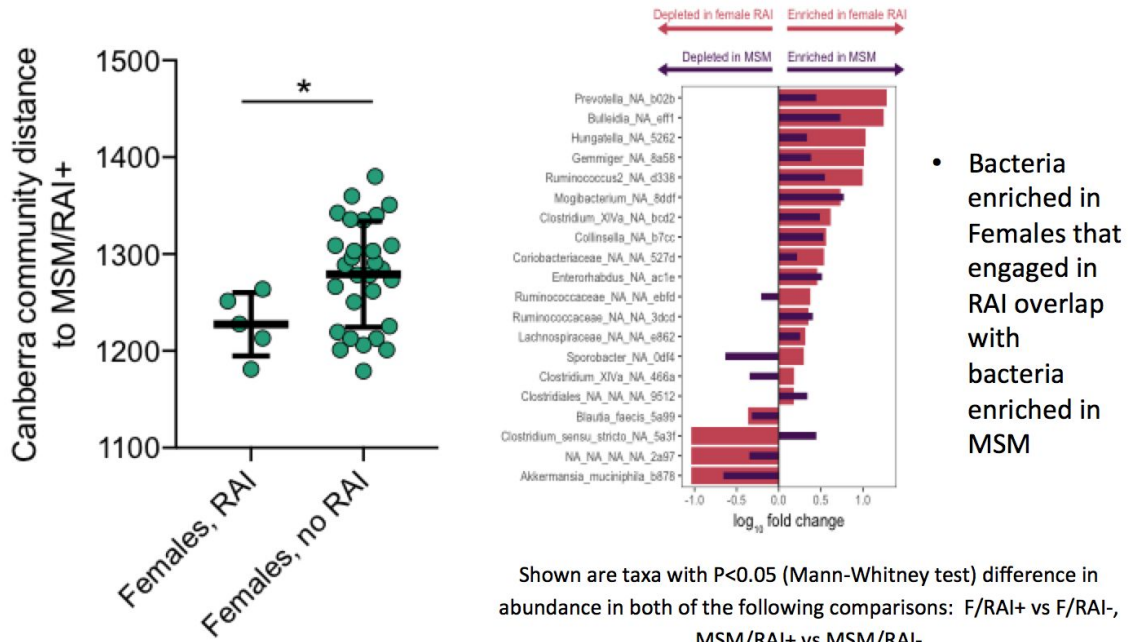 Canberra community distance
to MSM/RAI+
1500
1400
1300
1200
1100
*
Females, RAI
Females, no RAI
Depleted in female RAI
Enriched in female RAI
Depleted in MSM
Enriched in MSM
Prevotella_NA_b02b
Bulleidia_NA_eff1
Hungatella_NA_5262
Gemmiger_NA_8a58
Ruminococcus2_NA_d338
Mogibacterium_NA_8ddf
Clostridium_XIVa_NA_bcd2
Collinsella_NA_b7cc
Coriobacteriaceae_NA_NA_527d
Enterorhabdus_NA_ac1e
Ruminococcaceae_NA_NA_ebfd
Ruminococcaceae_NA_NA_3dcd
Lachnospiraceae_NA_NA_e862
Sporobacter_NA_0df4
Clostridium_XIVa_NA_466a
Clostridiales_NA_NA_NA_9512
Blautia_faecis_5a99
Clostridium_sensu_stricto_NA_5a3f
NA_NA_NA_NA_2a97
Akkermansia_muciniphila_b878
-1.0 -0.5 0.0 0.5 1.0
log10 fold change
• Bacteria
enriched in
Females that
engaged in
RAI overlap
with
bacteria
enriched in
MSM
Shown are taxa with P<0.05 (Mann-Whitney test) difference in
abundance in both of the following comparisons: F/RAI+ vs F/RAI-,
MSM/RAI+ vs MSM/RAI-